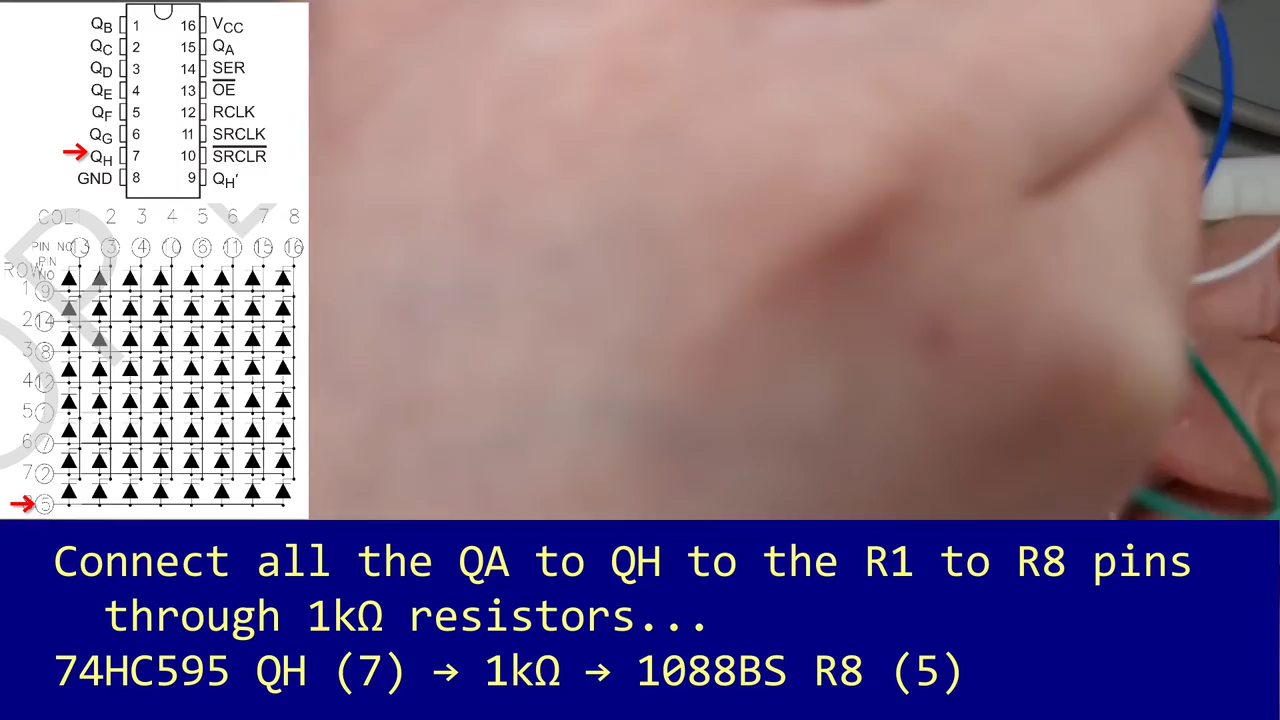 QB 1 16 VCC
QC 2 15 QA
QD 3 14 SER
QE 4 13 OE
QF 5 12 RCLK
QG 6 11 SRCLK
QH 7 10 SRCLR
GND 8 9 QH'
COL 1 2 3 4 5 6 7 8
PIN NO 13 3 4 10 6 11 15 16
PIN
ROW NO
1 9
2 14
3 8
4 12
5 1
6 7
7 2
5
Connect all the QA to QH to the R1 to R8 pins
through 1kΩ resistors...
74HC595 QH (7) → 1kΩ → 1088BS R8 (5)